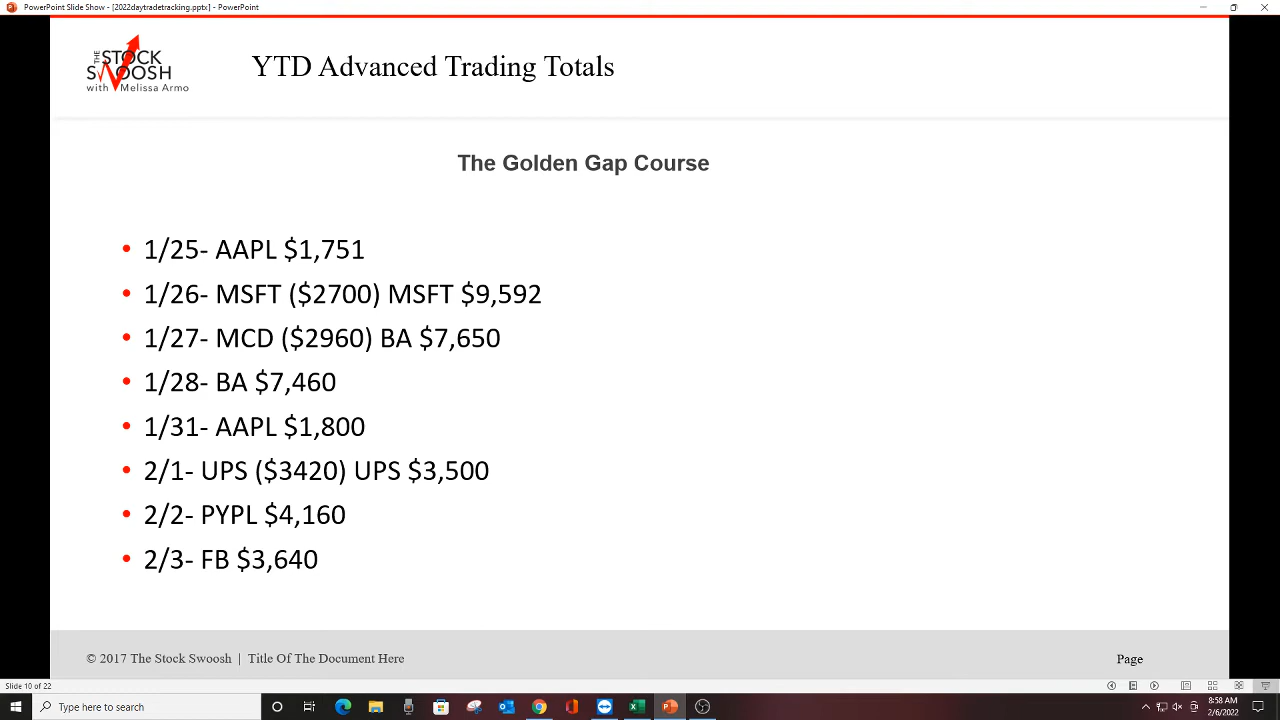 PowerPoint Slide Show - [2022daytradetracking.pptx] - PowerPoint
THE STOCK SWOOSH
with Melissa Armo
YTD Advanced Trading Totals
The Golden Gap Course
• 1/25- AAPL $1,751
• 1/26- MSFT ($2700) MSFT $9,592
• 1/27- MCD ($2960) BA $7,650
• 1/28- BA $7,460
• 1/31- AAPL $1,800
• 2/1- UPS ($3420) UPS $3,500
• 2/2- PYPL $4,160
• 2/3- FB $3,640
© 2017 The Stock Swoosh | Title Of The Document Here
Page
Slide 10 of 22
Type here to search
8:58 AM
2/6/2022